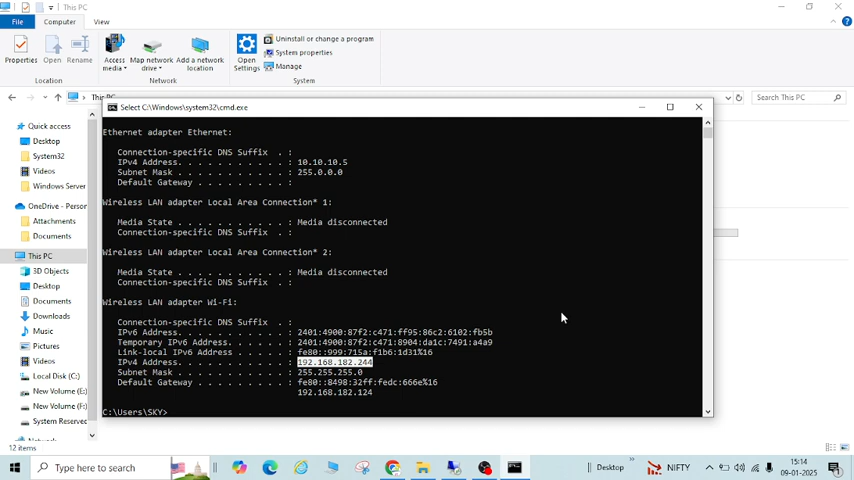 This PC
File
Computer
View
Properties
Open
Rename
Access media
Map network drive
Add a network location
Open Settings
Uninstall or change a program
System properties
Manage
Location
Network
System
This PC
Search This PC
Select C:\Windows\system32\cmd.exe
Quick access
Desktop
System32
Videos
Windows Server
OneDrive - Person
Attachments
Documents
This PC
3D Objects
Desktop
Documents
Downloads
Music
Pictures
Videos
Local Disk (C:)
New Volume (E:)
New Volume (F:)
System Reserved
Network
Ethernet adapter Ethernet:
Connection-specific DNS Suffix . :
IPv4 Address. . . . . . . . . . . : 10.10.10.5
Subnet Mask . . . . . . . . . . . : 255.0.0.0
Default Gateway . . . . . . . . . :
Wireless LAN adapter Local Area Connection* 1:
Media State . . . . . . . . . . . : Media disconnected
Connection-specific DNS Suffix . :
Wireless LAN adapter Local Area Connection* 2:
Media State . . . . . . . . . . . : Media disconnected
Connection-specific DNS Suffix . :
Wireless LAN adapter Wi-Fi:
Connection-specific DNS Suffix . :
IPv6 Address. . . . . . . . . . . : 2401:4900:87f2:c471:ff95:86c2:6102:fb5b
Temporary IPv6 Address. . . . . . : 2401:4900:87f2:c471:8904:da1c:7491:a4a9
Link-local IPv6 Address . . . . . : fe80::999:715a:f1b6:1d31%16
IPv4 Address. . . . . . . . . . . : 192.168.182.244
Subnet Mask . . . . . . . . . . . : 255.255.255.0
Default Gateway . . . . . . . . . : fe80::8498:32ff:fedc:666e%16
192.168.182.124
C:\Users\SKY>
12 items
Type here to search
Desktop
NIFTY
15:14
09-01-2025